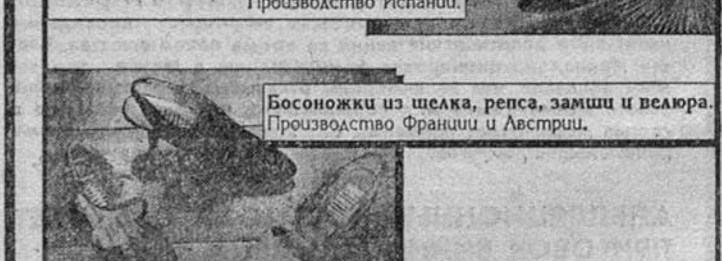 Производство Испании.
Босоножки из шелка, репса, замши и велюра.
Производство Франции и Австрии.